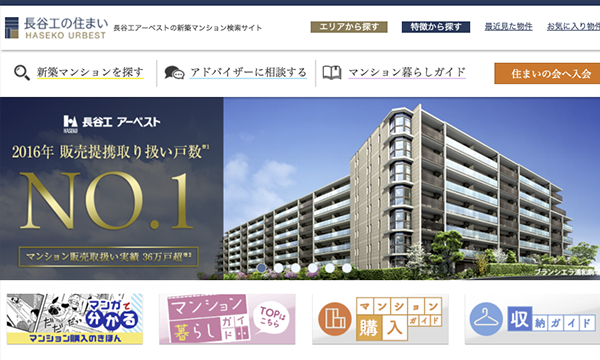 長谷工の住まい
HASEKO URBEST
長谷工アーベストの新築マンション検索サイト
エリアから探す
特徴から探す
最近見た物件
お気に入り物件
新築マンションを探す
アドバイザーに相談する
マンション暮らしガイド
住まいの会へ入会
HASEKO
長谷工 アーベスト
2016年 販売提携取り扱い戸数※1
NO.1
マンション販売取扱い実績 36万戸超※2
ブランシエラ浦和駒場
マンガで
分かる
マンション購入のきほん
マンション
暮らしガイド
TOPは
こちら
マンション
購入ガイド
収納ガイド